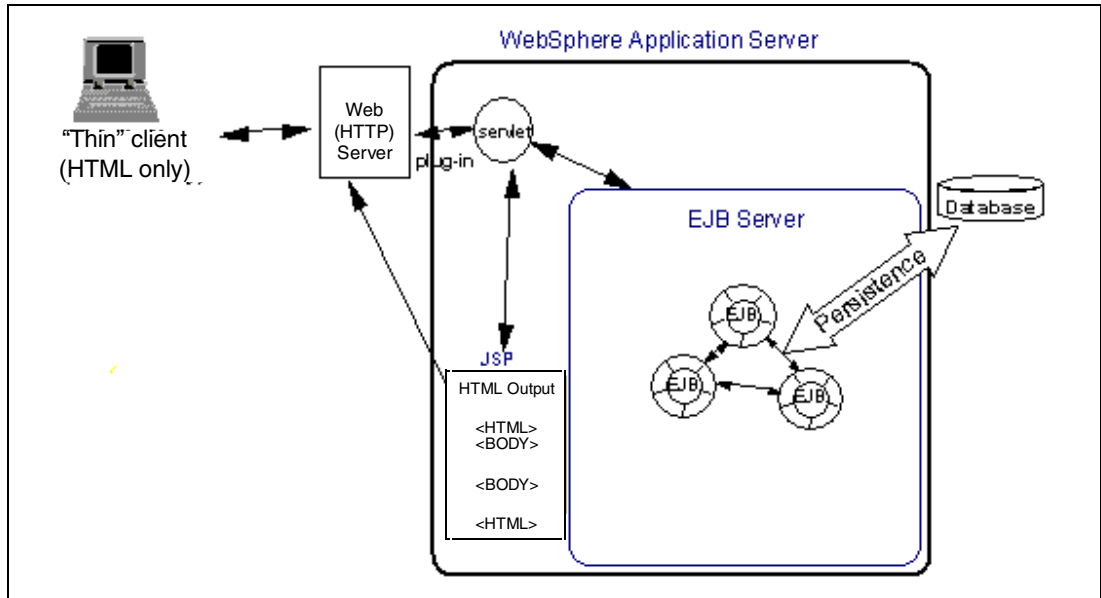 WebSphere Application Server
"Thin" client
(HTML only)
Web
(HTTP)
Server
plug-in
servlet
EJB Server
Database
Persistence
EJB
EJB
EJB
JSP
HTML Output
<HTML>
<BODY>
<BODY>
<HTML>